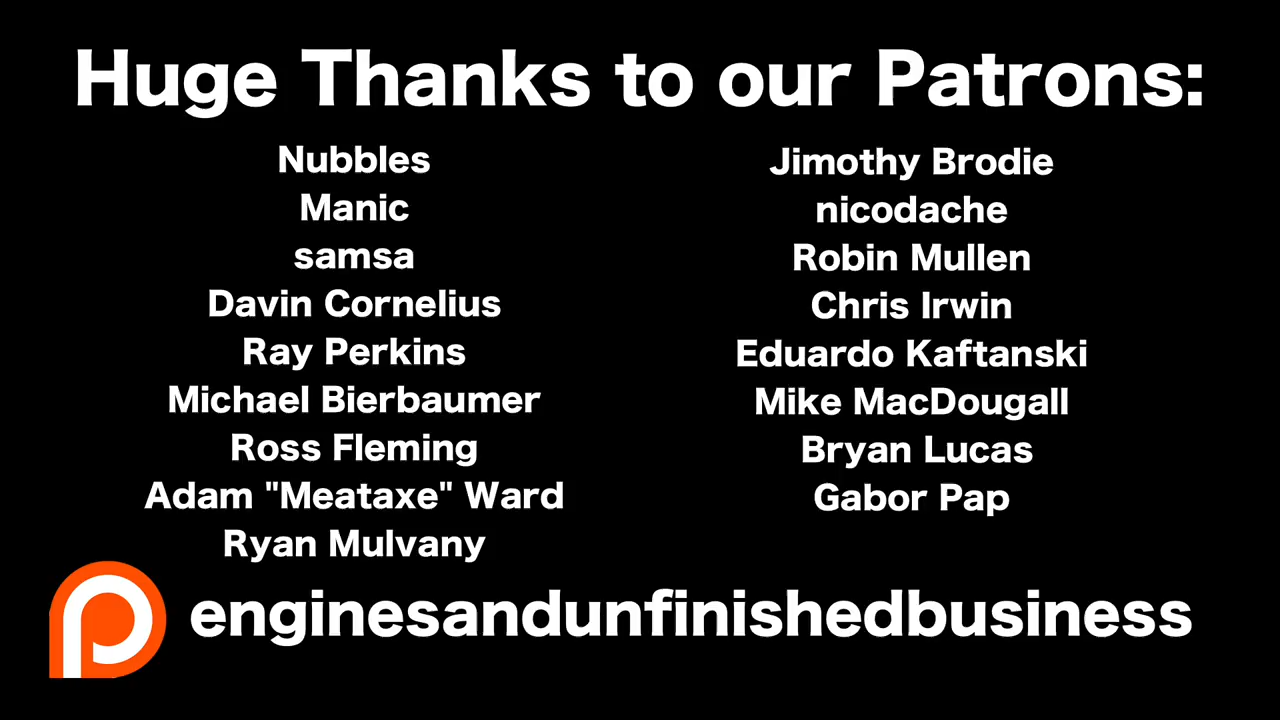 Huge Thanks to our Patrons:
Nubbles
Manic
samsa
Davin Cornelius
Ray Perkins
Michael Bierbaumer
Ross Fleming
Adam "Meataxe" Ward
Ryan Mulvany
Jimothy Brodie
nicodache
Robin Mullen
Chris Irwin
Eduardo Kaftanski
Mike MacDougall
Bryan Lucas
Gabor Pap
enginesandunfinishedbusiness